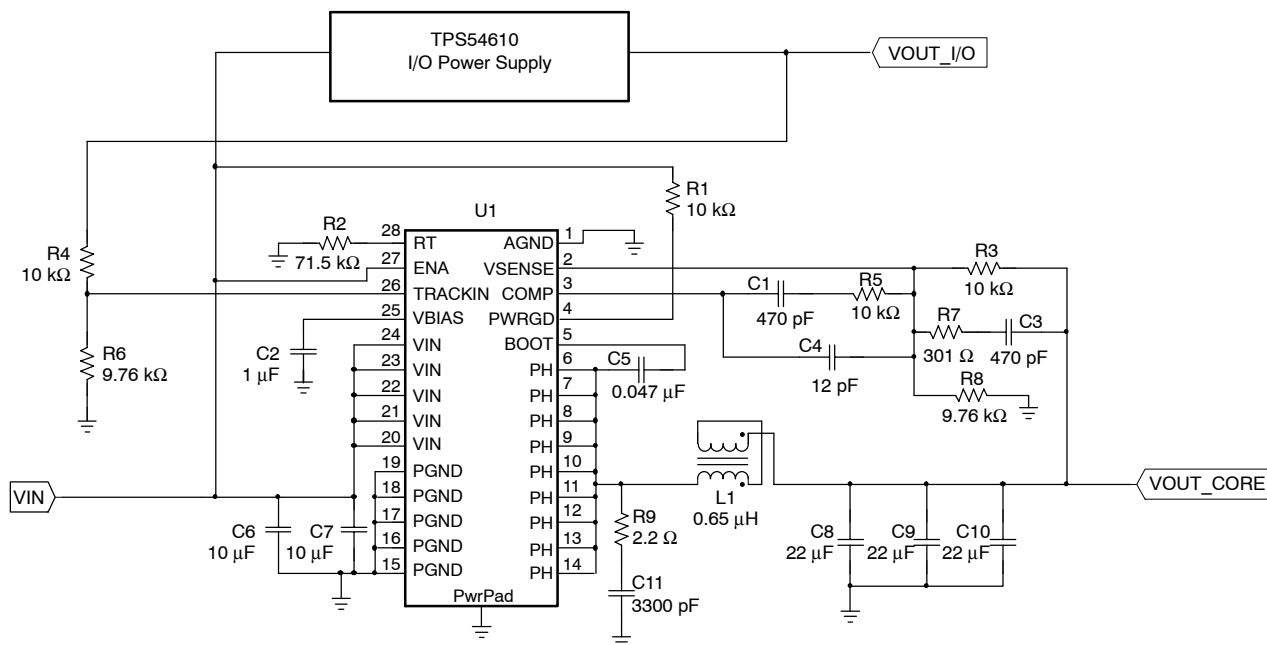 TPS54610
I/O Power Supply
VOUT_I/O
R1
10 kΩ
U1
R2
71.5 kΩ
R4
10 kΩ
R6
9.76 kΩ
C2
1 μF
28 RT
27 ENA
26 TRACKIN
25 VBIAS
24 VIN
23 VIN
22 VIN
21 VIN
20 VIN
19 PGND
18 PGND
17 PGND
16 PGND
15 PGND
AGND 1
VSENSE 2
COMP 3
PWRGD 4
BOOT 5
PH 6
PH 7
PH 8
PH 9
PH 10
PH 11
PH 12
PH 13
PH 14
PwrPad
C1
470 pF
R5
10 kΩ
R3
10 kΩ
R7
301 Ω
C3
470 pF
C4
12 pF
R8
9.76 kΩ
C5
0.047 μF
L1
0.65 μH
VIN
C6
10 μF
C7
10 μF
R9
2.2 Ω
C11
3300 pF
C8
22 μF
C9
22 μF
C10
22 μF
VOUT_CORE